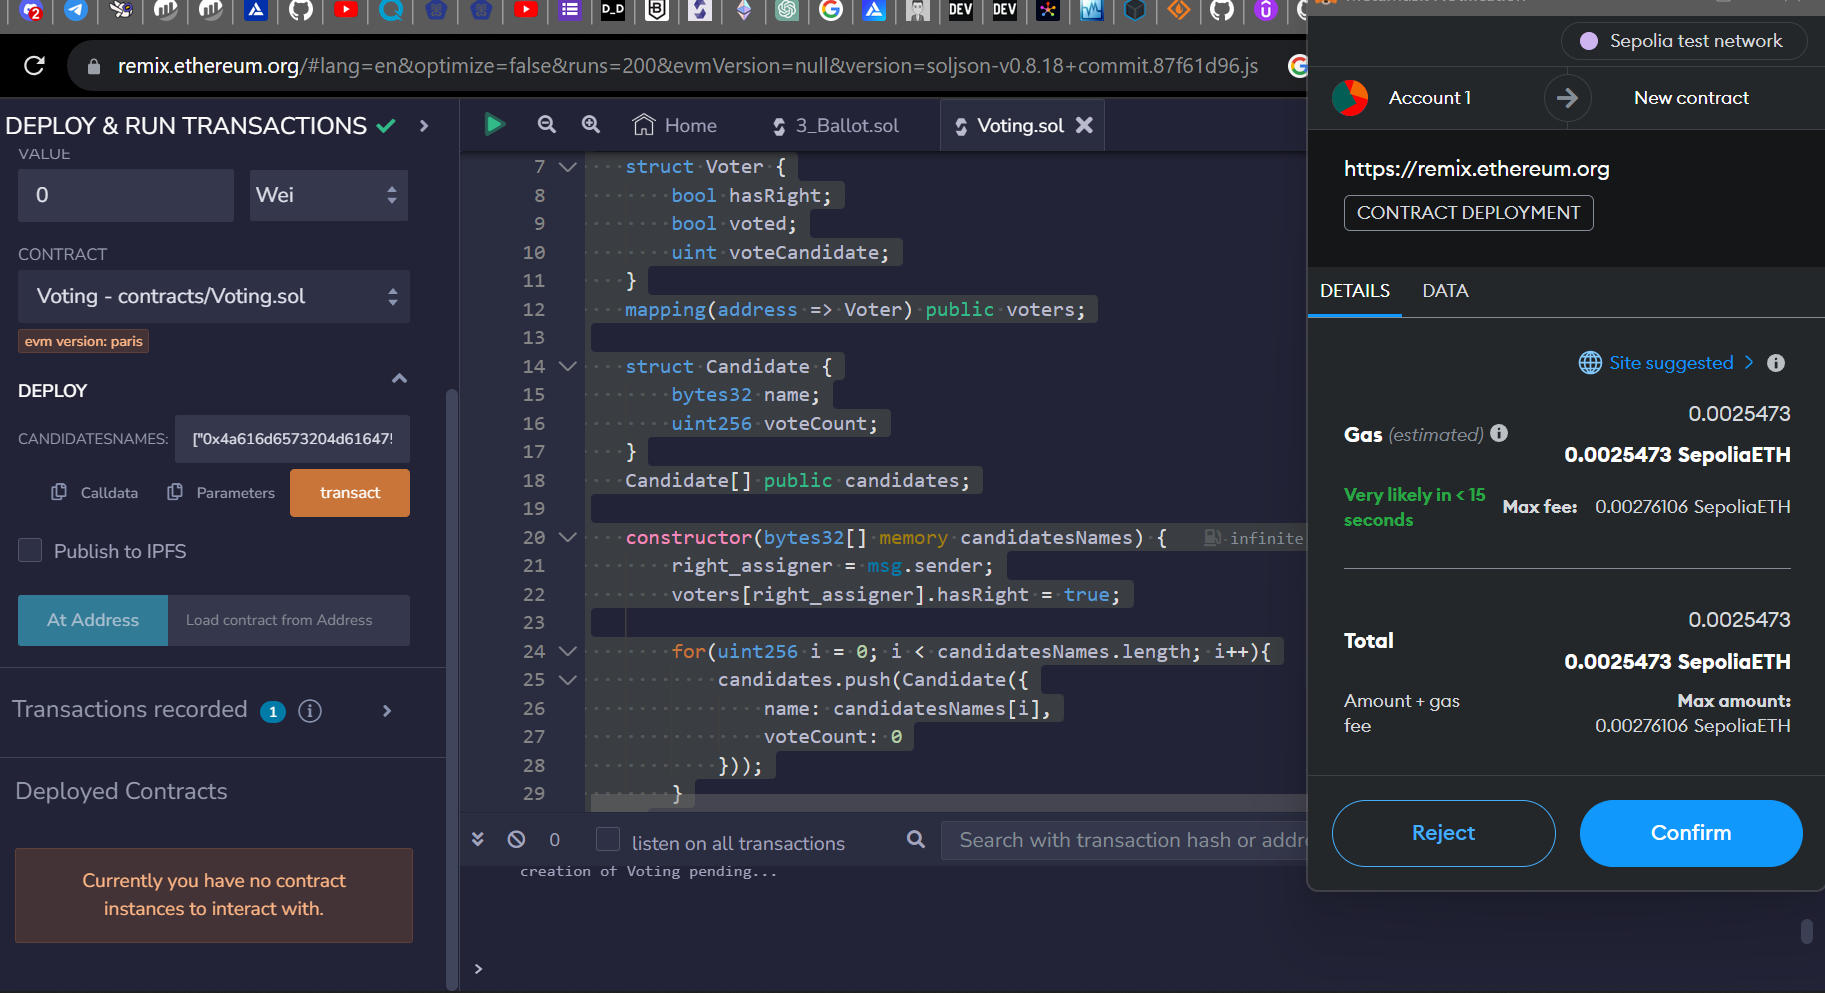 remix.ethereum.org/#lang=en&optimize=false&runs=200&evmVersion=null&version=soljson-v0.8.18+commit.87f61d96.js
DEPLOY & RUN TRANSACTIONS
VALUE
0
Wei
CONTRACT
Voting - contracts/Voting.sol
evm version: paris
DEPLOY
CANDIDATESNAMES:
["0x4a616d6573204d61647
Calldata
Parameters
transact
Publish to IPFS
At Address
Load contract from Address
Transactions recorded 1 i
Deployed Contracts
Currently you have no contract
instances to interact with.
Home
3_Ballot.sol
Voting.sol
7 struct Voter {
8 bool hasRight;
9 bool voted;
10 uint voteCandidate;
11 }
12 mapping(address => Voter) public voters;
13
14 struct Candidate {
15 bytes32 name;
16 uint256 voteCount;
17 }
18 Candidate[] public candidates;
19
20 constructor(bytes32[] memory candidatesNames) { infinite
21 right_assigner = msg.sender;
22 voters[right_assigner].hasRight = true;
23
24 for(uint256 i = 0; i < candidatesNames.length; i++){
25 candidates.push(Candidate({
26 name: candidatesNames[i],
27 voteCount: 0
28 }));
29 }
0
listen on all transactions
Search with transaction hash or addr
creation of Voting pending...
>
Sepolia test network
Account 1
New contract
https://remix.ethereum.org
CONTRACT DEPLOYMENT
DETAILS
DATA
Site suggested >
0.0025473
Gas (estimated)
0.0025473 SepoliaETH
Very likely in < 15
seconds
Max fee: 0.00276106 SepoliaETH
0.0025473
Total
0.0025473 SepoliaETH
Amount + gas
fee
Max amount:
0.00276106 SepoliaETH
Reject
Confirm